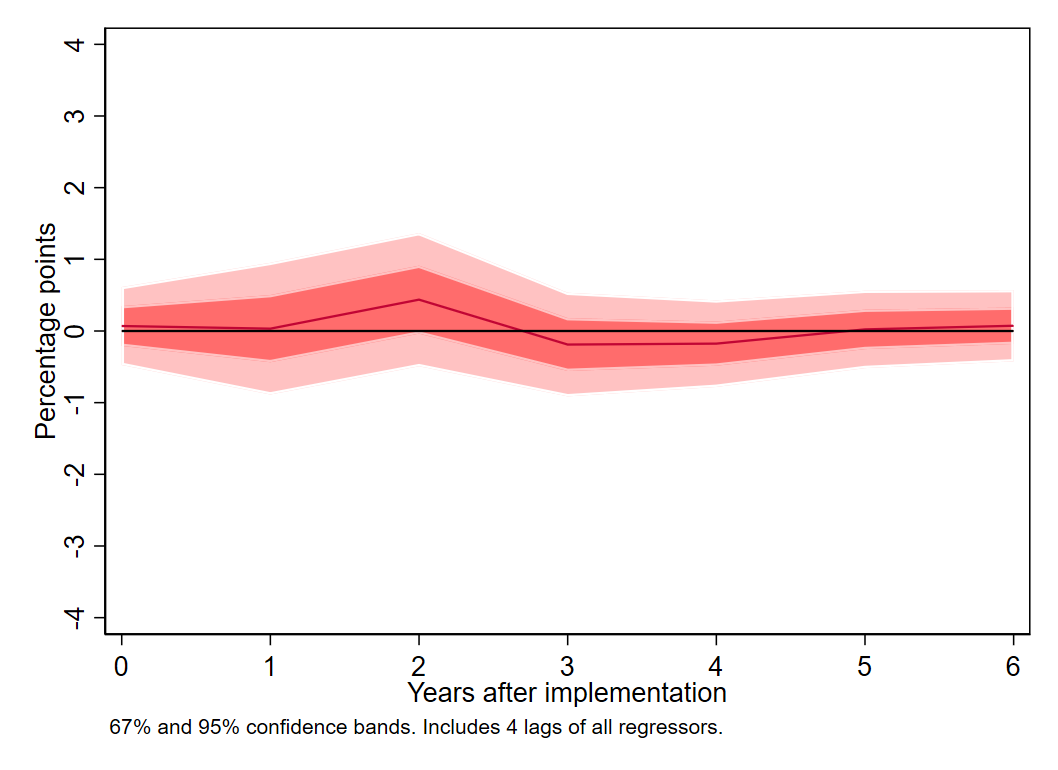 4
3
2
1
0
-1
-2
-3
-4
Percentage points
0 1 2 3 4 5 6
Years after implementation
67% and 95% confidence bands. Includes 4 lags of all regressors.